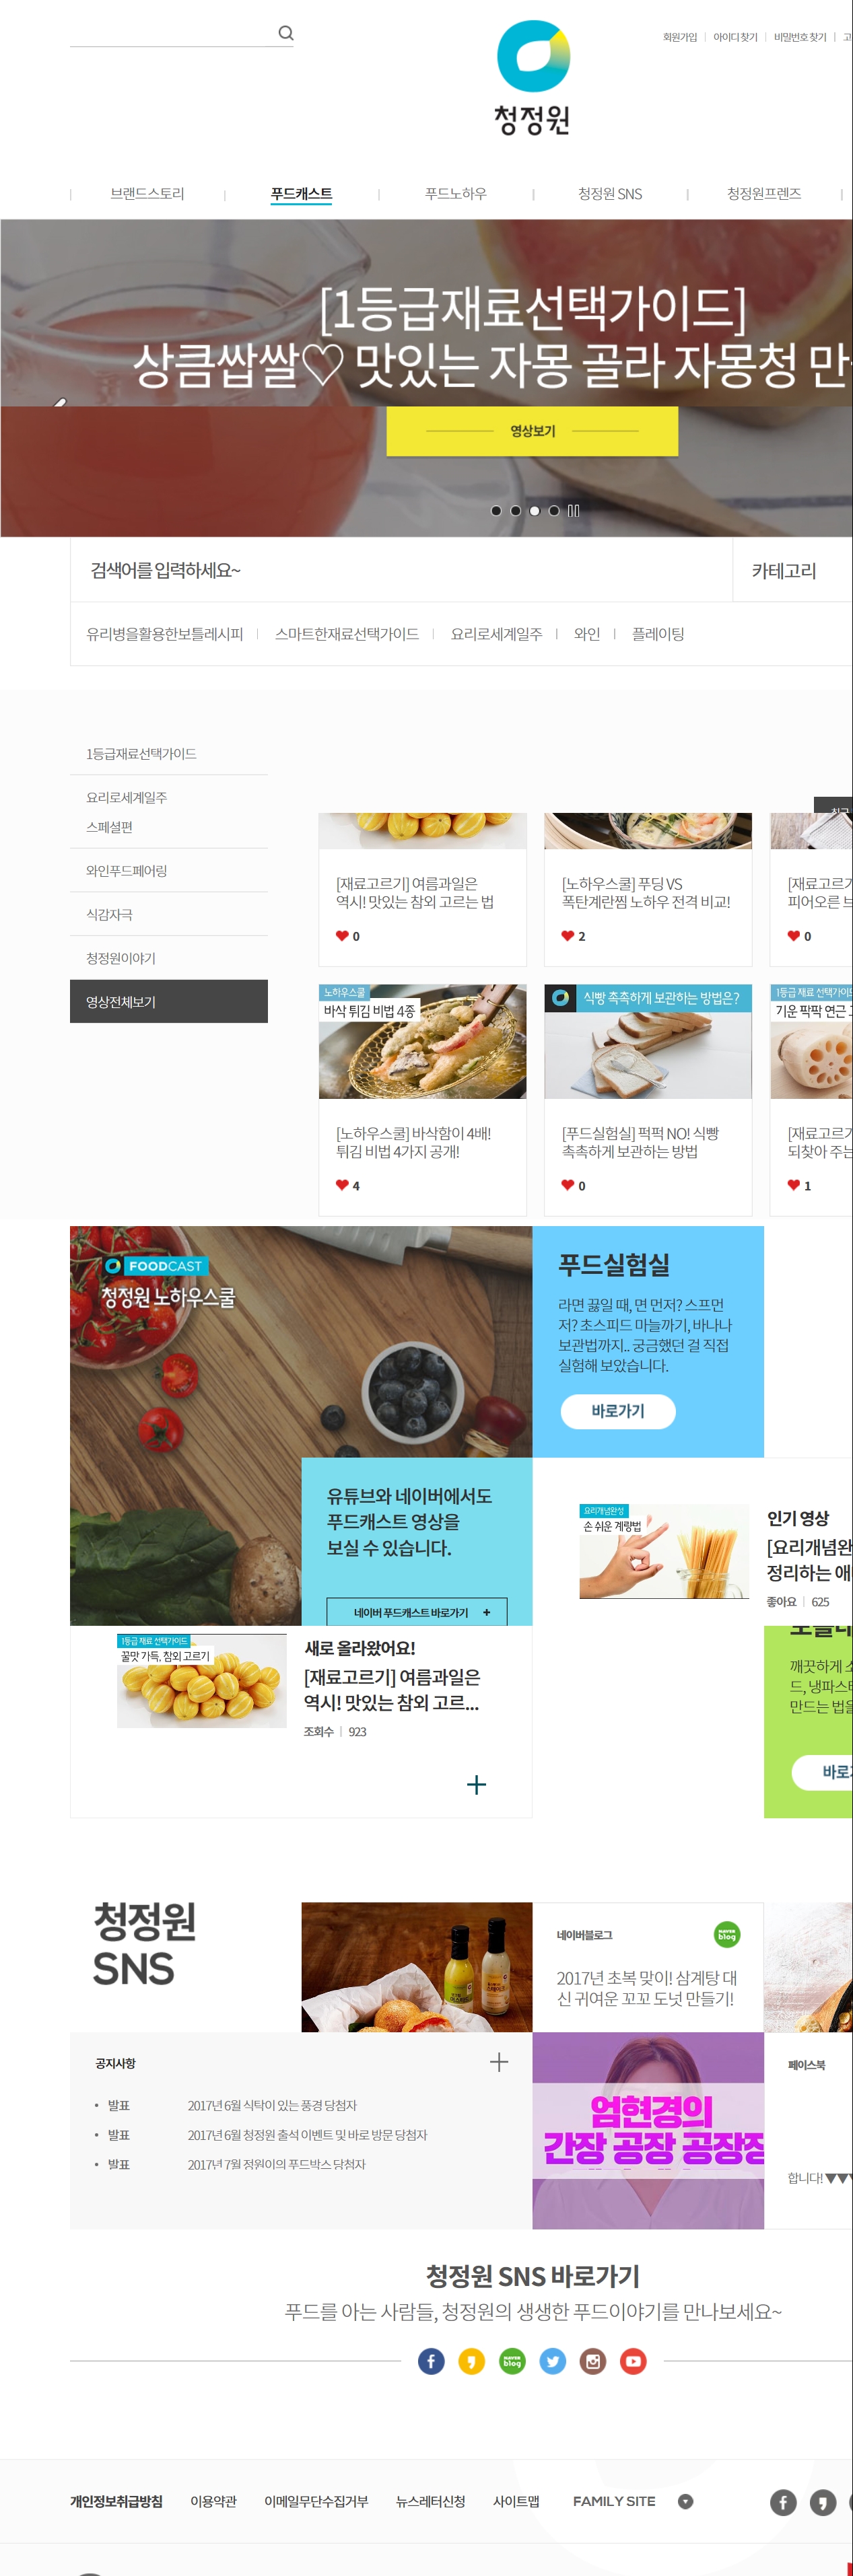 회원가입
아이디 찾기
비밀번호 찾기
고
청정원
브랜드스토리
푸드캐스트
푸드노하우
청정원 SNS
청정원프렌즈
[1등급재료선택가이드]
상큼쌉쌀♡ 맛있는 자몽 골라 자몽청 만
영상보기
검색어를 입력하세요~
카테고리
유리병을활용한보틀레시피
스마트한재료선택가이드
요리로세계일주
와인
플레이팅
1등급재료선택가이드
요리로세계일주
스페셜편
와인푸드페어링
식감자극
청정원이야기
영상전체보기
[재료고르기] 여름과일은
역시! 맛있는 참외 고르는 법
0
[노하우스쿨] 푸딩 VS
폭탄계란찜 노하우 전격 비교!
2
[재료고르기
피어오른 브
0
노하우스쿨
바삭 튀김 비법 4종
[노하우스쿨] 바삭함이 4배!
튀김 비법 4가지 공개!
4
식빵 촉촉하게 보관하는 방법은?
[푸드실험실] 퍽퍽 NO! 식빵
촉촉하게 보관하는 방법
0
1등급 재료 선택가이드
기운 팍팍 연근 고
[재료고르기
되찾아 주는
1
FOODCAST
청정원 노하우스쿨
푸드실험실
라면 끓일 때, 면 먼저? 스프먼
저? 초스피드 마늘까기, 바나나
보관법까지.. 궁금했던 걸 직접
실험해 보았습니다.
바로가기
유튜브와 네이버에서도
푸드캐스트 영상을
보실 수 있습니다.
네이버 푸드캐스트 바로가기 +
요리개념완성
손 쉬운 계량법
인기 영상
[요리개념완
정리하는 애
좋아요 625
1등급 재료 선택가이드
꿀맛 가득, 참외 고르기
새로 올라왔어요!
[재료고르기] 여름과일은
역시! 맛있는 참외 고르...
조회수 923
깨끗하게 소
드, 냉파스타
만드는 법을
바로가
청정원
SNS
네이버블로그
NAVER
blog
2017년 초복 맞이! 삼계탕 대
신 귀여운 꼬꼬 도넛 만들기!
공지사항
발표 2017년 6월 식탁이 있는 풍경 당첨자
발표 2017년 6월 청정원 출석 이벤트 및 바로 방문 당첨자
발표 2017년 7월 정원이의 푸드박스 당첨자
엄현경의
간장 공장 공장장
페이스북
합니다! ▼▼▼
청정원 SNS 바로가기
푸드를 아는 사람들, 청정원의 생생한 푸드이야기를 만나보세요~
NAVER
blog
개인정보취급방침
이용약관
이메일무단수집거부
뉴스레터신청
사이트맵
FAMILY SITE